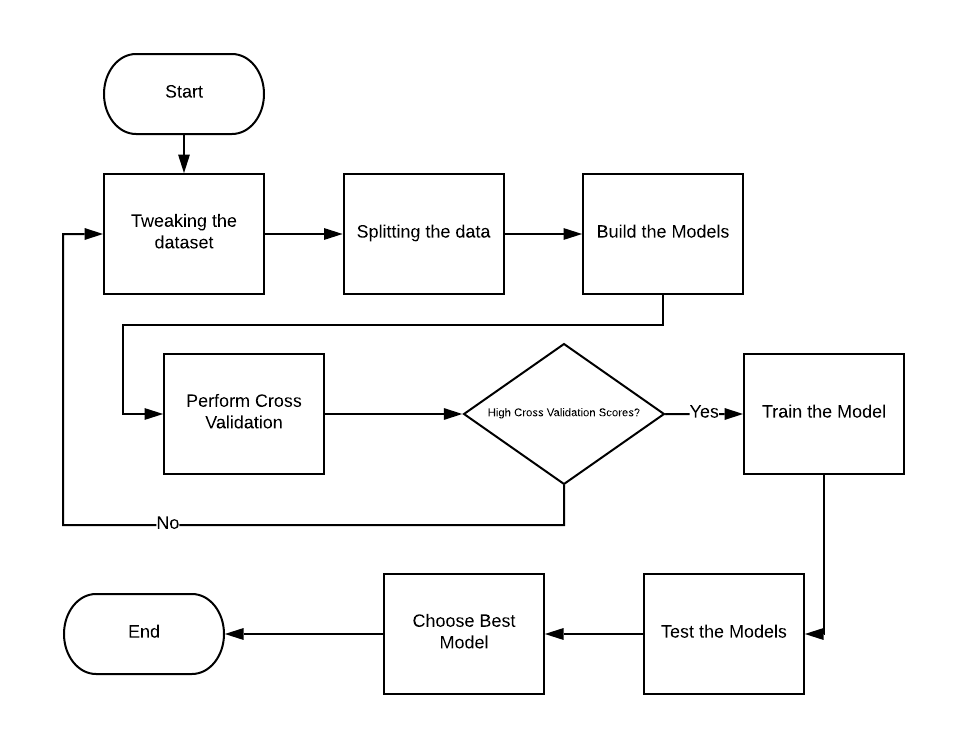 Start
Tweaking the
dataset
Splitting the data
Build the Models
Perform Cross
Validation
High Cross Validation Scores?
Yes
Train the Model
No
End
Choose Best
Model
Test the Models